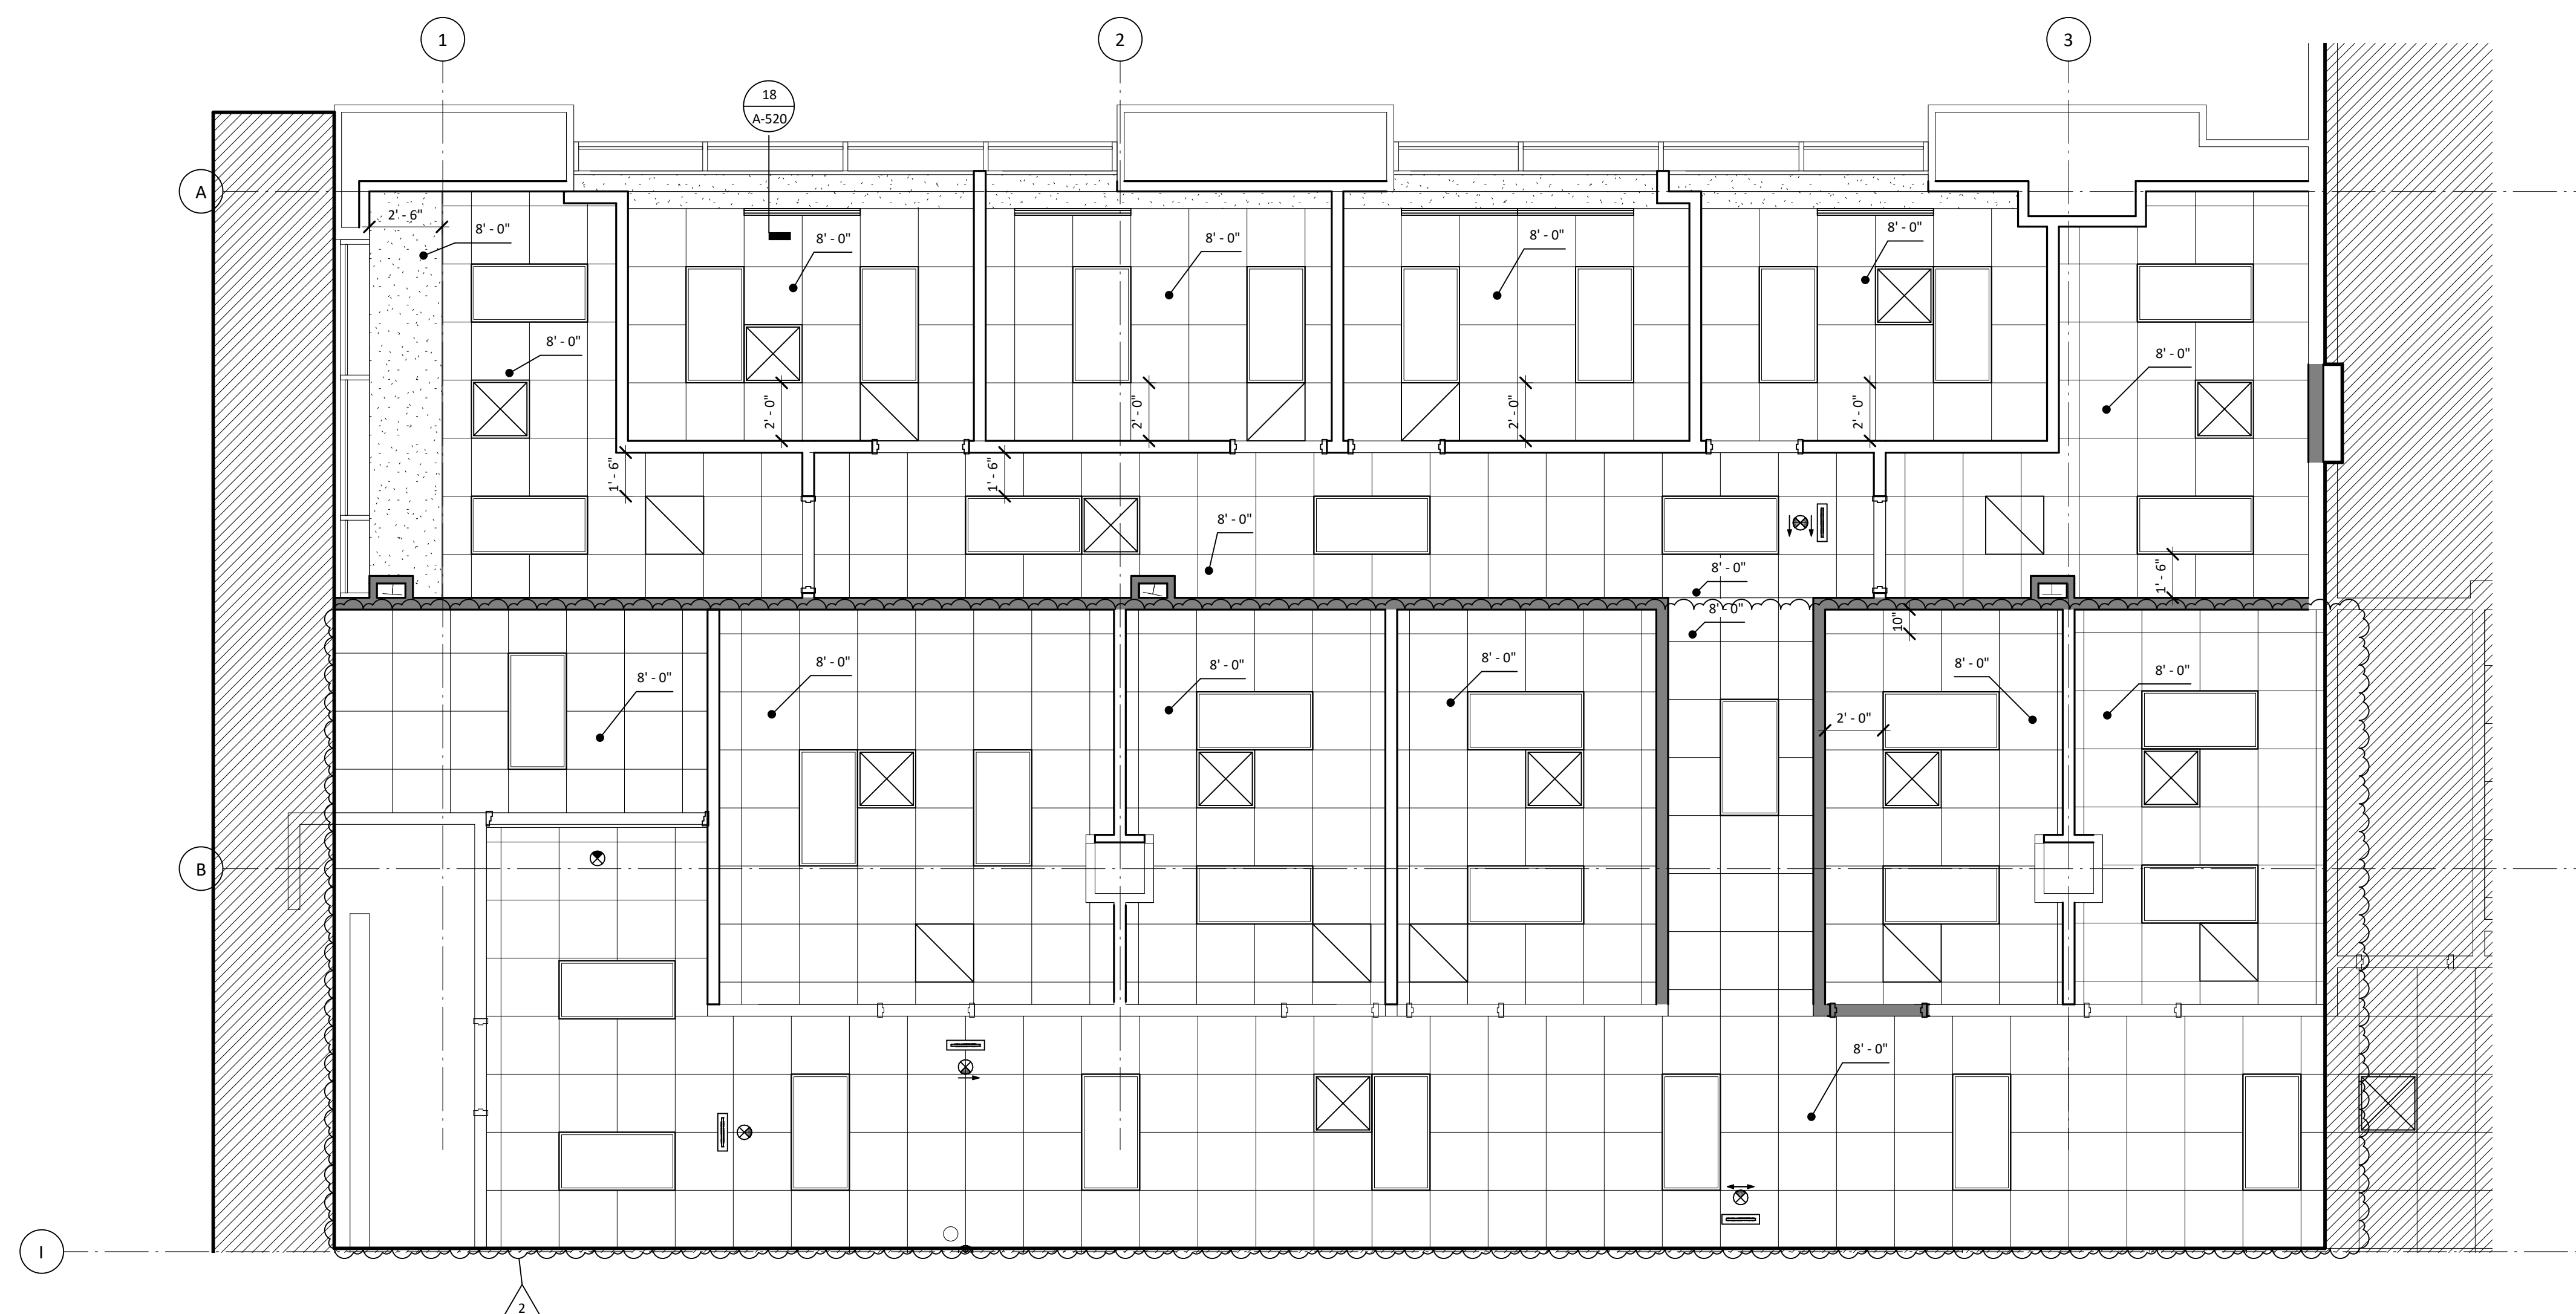 1
2
3
18
A-520
A
2' - 6"
8' - 0"
8' - 0"
8' - 0"
8' - 0"
8' - 0"
8' - 0"
8' - 0"
2' - 0"
2' - 0"
2' - 0"
2' - 0"
1' - 6"
1' - 6"
8' - 0"
8' - 0"
1' - 6"
8' - 0"
10"
8' - 0"
8' - 0"
8' - 0"
8' - 0"
8' - 0"
8' - 0"
2' - 0"
B
8' - 0"
I
2